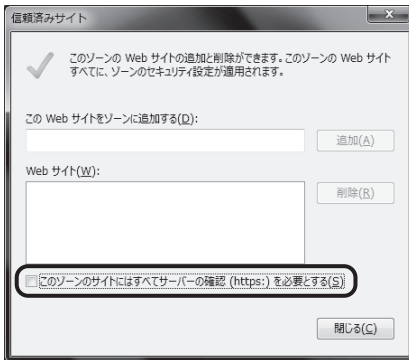 信頼済みサイト
このゾーンの Web サイトの追加と削除ができます。このゾーンの Web サイト
すべてに、ゾーンのセキュリティ設定が適用されます。
この Web サイトをゾーンに追加する(D):
追加(A)
Web サイト(W):
削除(R)
このゾーンのサイトにはすべてサーバーの確認 (https:) を必要とする(S)
閉じる(C)